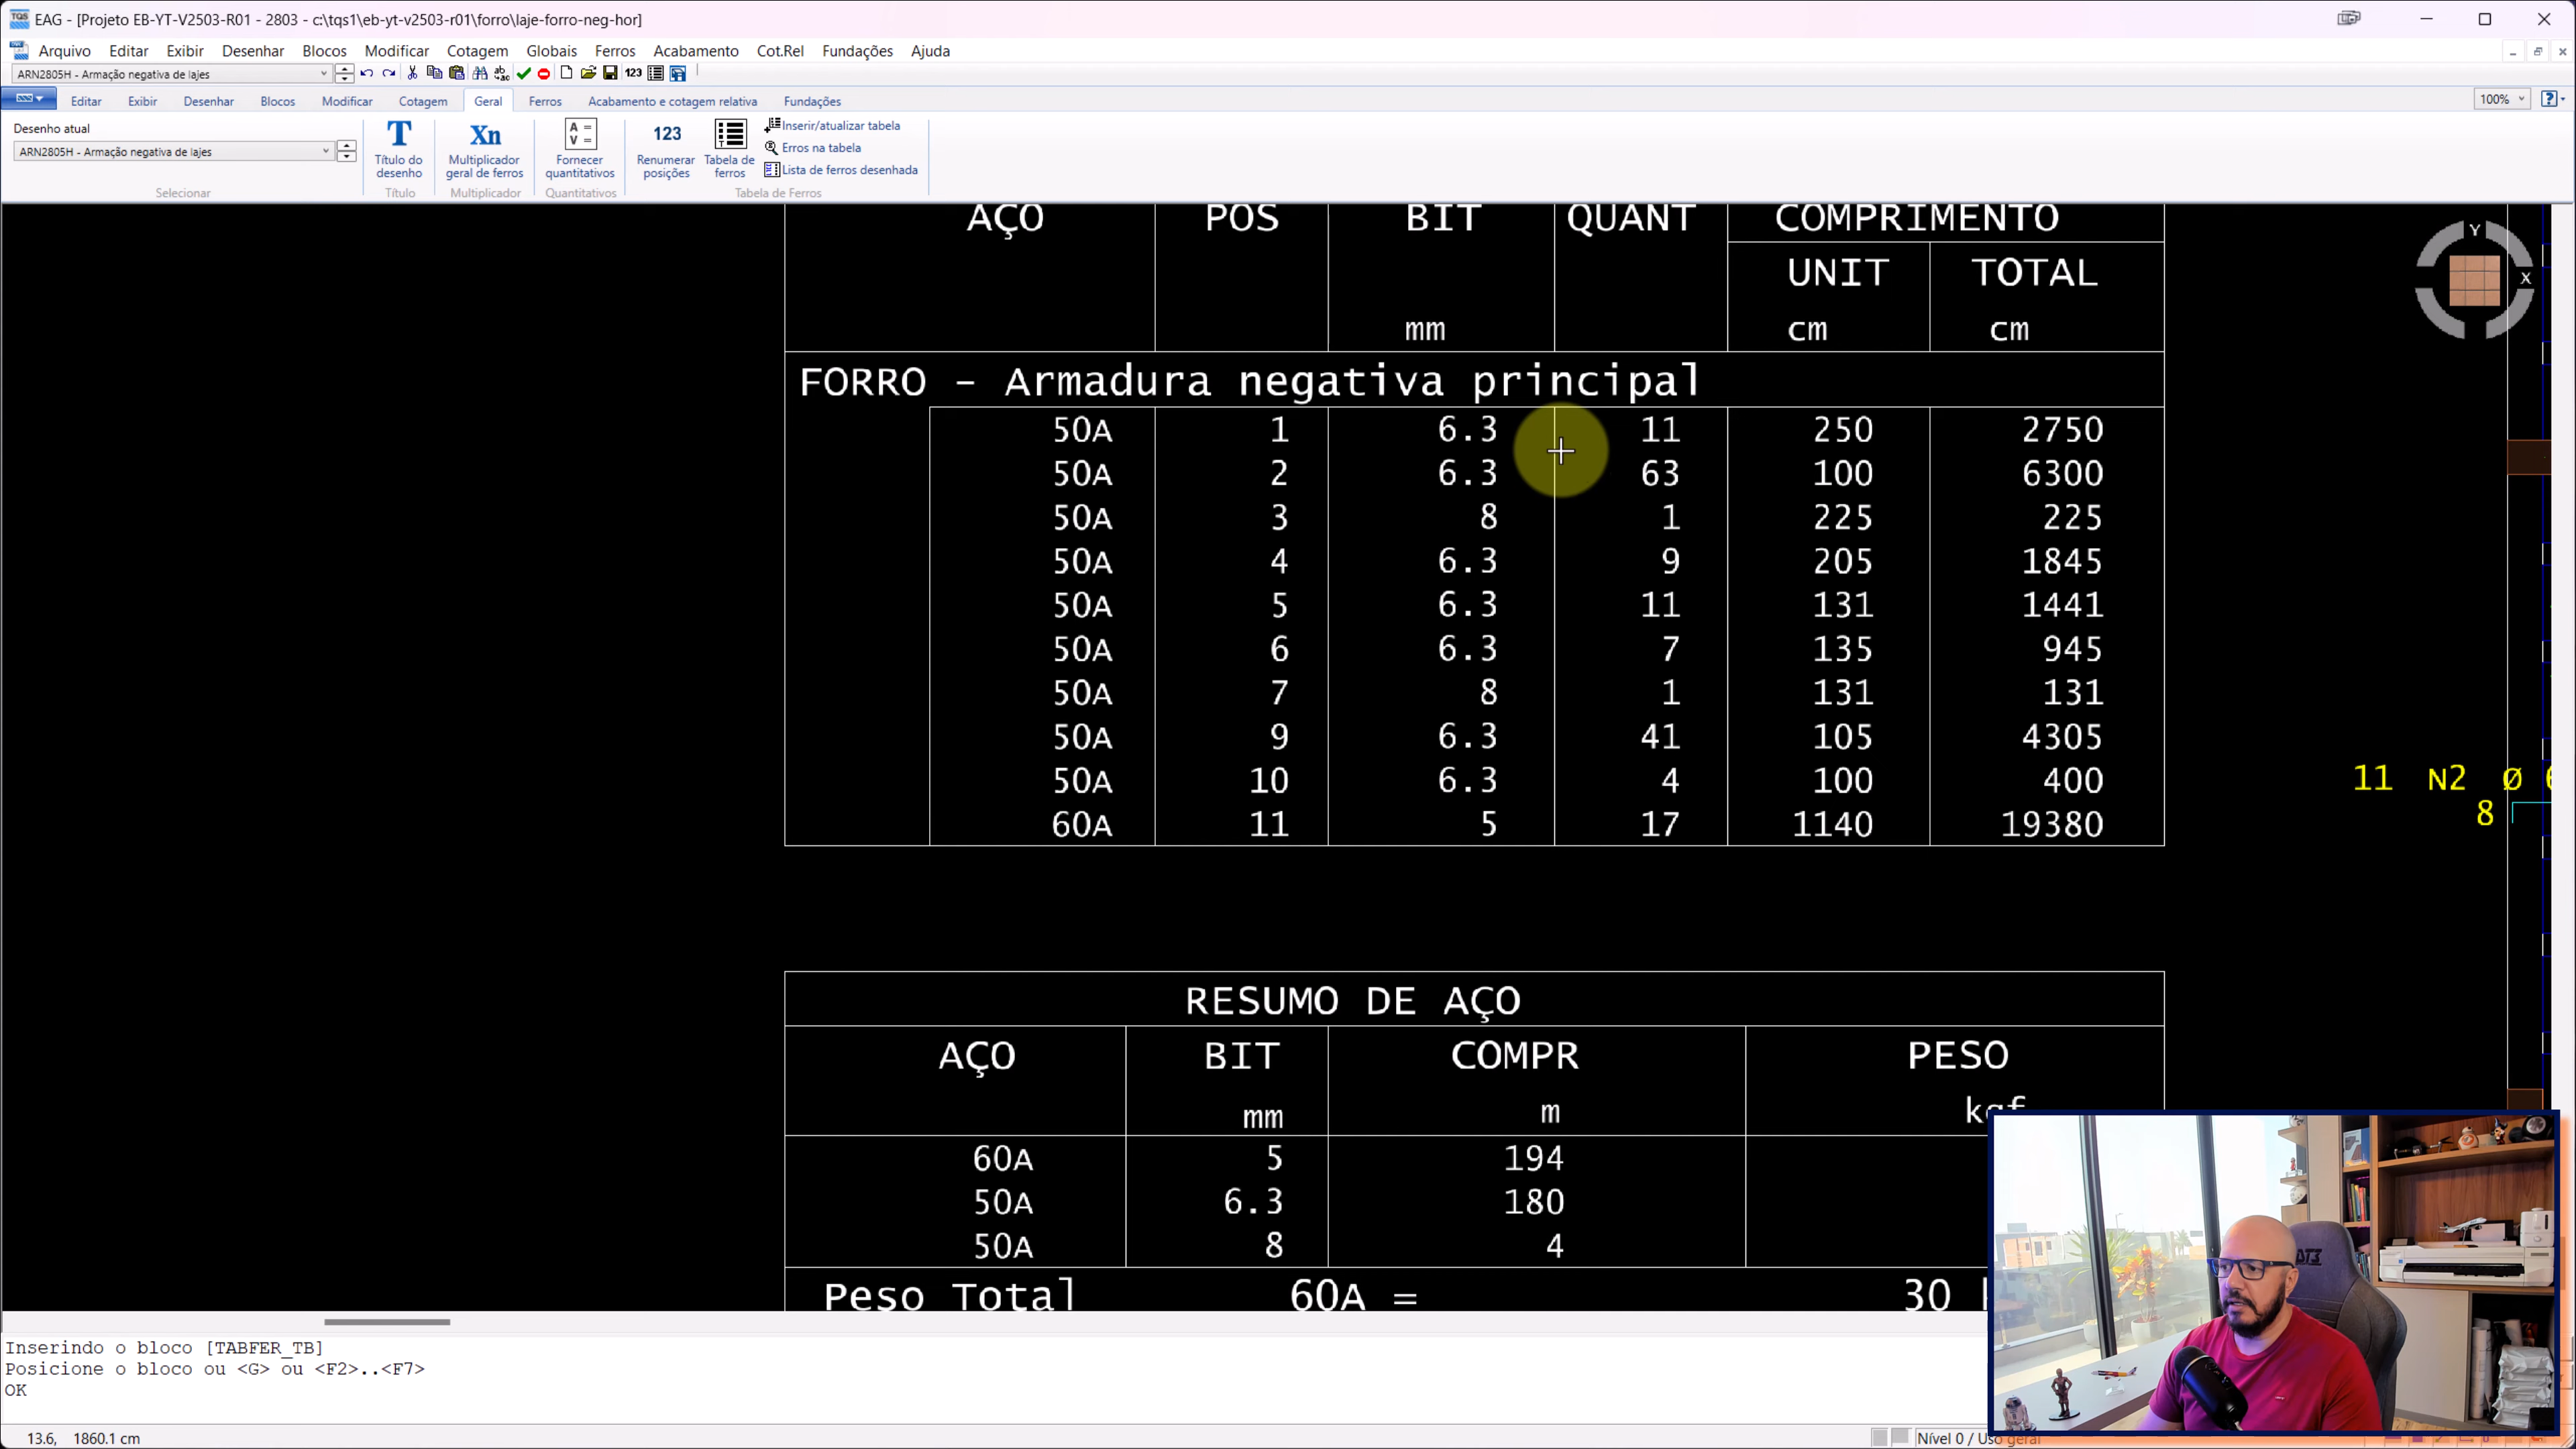 EAG - [Projeto EB-YT-V2503-R01 - 2803 - c:\tqs1\eb-yt-v2503-r01\forro\laje-forro-neg-hor]
Arquivo Editar Exibir Desenhar Blocos Modificar Cotagem Globais Ferros Acabamento Cot.Rel Fundações Ajuda
ARN2805H - Armação negativa de lajes 123
Editar Exibir Desenhar Blocos Modificar Cotagem Geral Ferros Acabamento e cotagem relativa Fundações 100%
Desenho atual
ARN2805H - Armação negativa de lajes
Selecionar
T
Título do desenho
Título
Xn
Multiplicador geral de ferros
Multiplicador
A =
V =
Fornecer quantitativos
Quantitativos
123
Renumerar posições
Tabela de ferros
Inserir/atualizar tabela
Erros na tabela
Lista de ferros desenhada
Tabela de Ferros
Y
X
AÇO POS BIT QUANT COMPRIMENTO
UNIT TOTAL
mm cm cm
FORRO - Armadura negativa principal
50A 1 6.3 11 250 2750
50A 2 6.3 63 100 6300
50A 3 8 1 225 225
50A 4 6.3 9 205 1845
50A 5 6.3 11 131 1441
50A 6 6.3 7 135 945
50A 7 8 1 131 131
50A 9 6.3 41 105 4305
50A 10 6.3 4 100 400
60A 11 5 17 1140 19380
11 N2 Ø
8
RESUMO DE AÇO
AÇO BIT COMPR PESO
mm m kgf
60A 5 194
50A 6.3 180
50A 8 4
Peso Total 60A = 30
Inserindo o bloco [TABFER_TB]
Posicione o bloco ou <G> ou <F2>..<F7>
OK
13.6, 1860.1 cm
Nível 0 / Uso geral
DT3